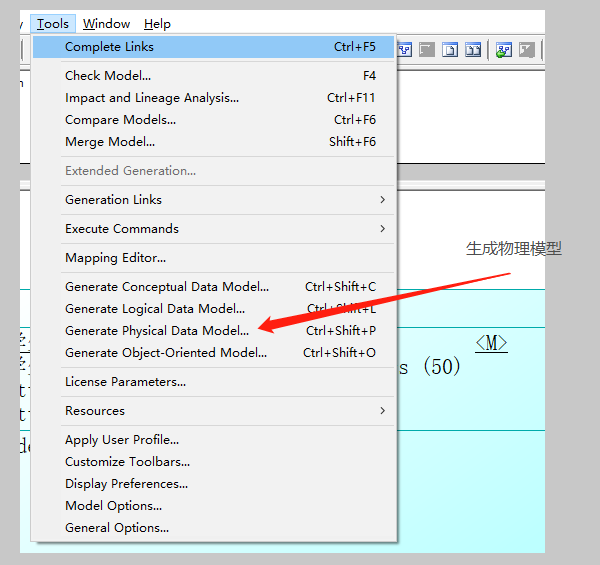 Tools Window Help
Complete Links Ctrl+F5
Check Model... F4
Impact and Lineage Analysis... Ctrl+F11
Compare Models... Ctrl+F6
Merge Model... Shift+F6
Extended Generation...
Generation Links
Execute Commands
Mapping Editor...
生成物理模型
Generate Conceptual Data Model... Ctrl+Shift+C
Generate Logical Data Model... Ctrl+Shift+L
Generate Physical Data Model... Ctrl+Shift+P
<M>
Generate Object-Oriented Model... Ctrl+Shift+O
s (50)
License Parameters...
Resources
Apply User Profile...
Customize Toolbars...
Display Preferences...
Model Options...
General Options...